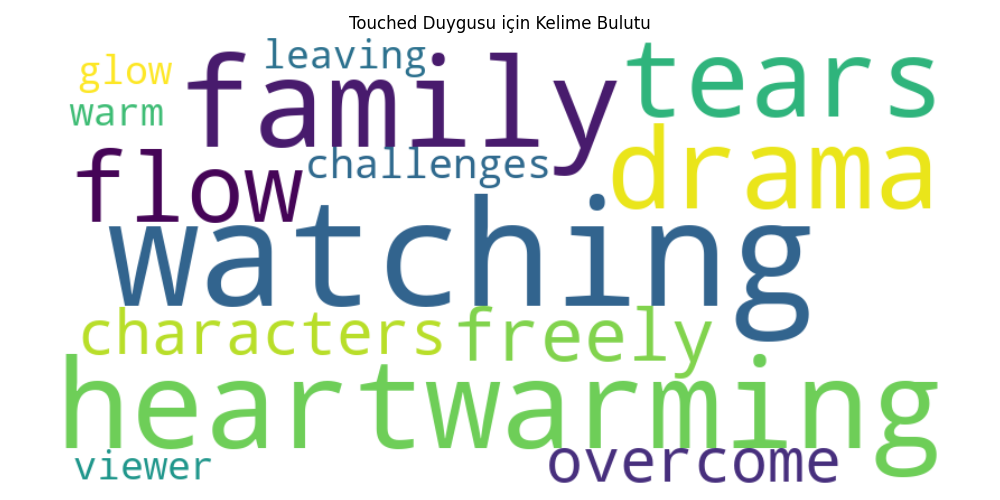 Touched Duygusu için Kelime Bulutu
leaving
glow
family
tears
warm
flow
challenges
drama
watching
characters
freely
heartwarming
viewer
overcome